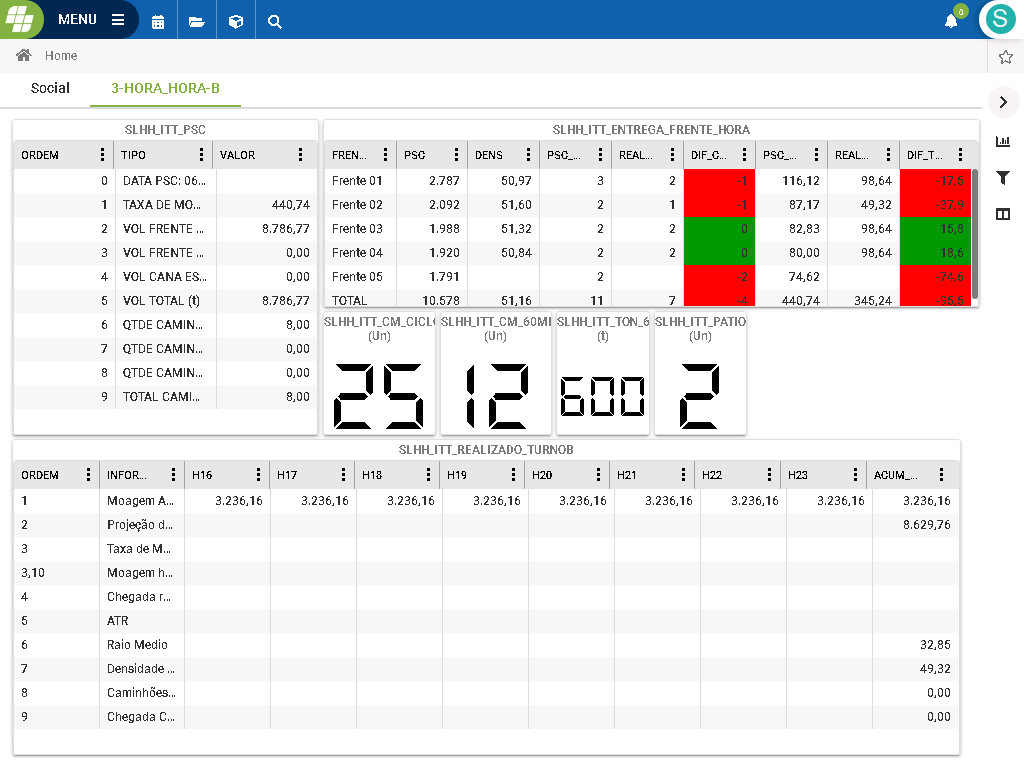 MENU
0
S
Home
Social 3-HORA_HORA-B
SLHH_ITT_PSC
ORDEM TIPO VALOR
0 DATA PSC: 06...
1 TAXA DE MO... 440,74
2 VOL FRENTE ... 8.786,77
3 VOL FRENTE ... 0,00
4 VOL CANA ES... 0,00
5 VOL TOTAL (t) 8.786,77
6 QTDE CAMIN... 8,00
7 QTDE CAMIN... 0,00
8 QTDE CAMIN... 0,00
9 TOTAL CAMI... 8,00
SLHH_ITT_ENTREGA_FRENTE_HORA
FREN... PSC DENS PSC_... REAL... DIF_C... PSC_... REAL... DIF_T...
Frente 01 2.787 50,97 3 2 -1 116,12 98,64 -17,5
Frente 02 2.092 51,60 2 1 -1 87,17 49,32 -37,9
Frente 03 1.988 51,32 2 2 0 82,83 98,64 15,8
Frente 04 1.920 50,84 2 2 0 80,00 98,64 18,6
Frente 05 1.791 2 -2 74,62 -74,6
TOTAL 10.578 51,16 11 7 -4 440,74 345,24 -95,5
SLHH_ITT_CM_CICL
(Un)
25
SLHH_ITT_CM_60MI
(Un)
12
SLHH_ITT_TON_6
(t)
600
SLHH_ITT_PATIO
(Un)
2
SLHH_ITT_REALIZADO_TURNOB
ORDEM INFOR... H16 H17 H18 H19 H20 H21 H22 H23 ACUM_...
1 Moagem A... 3.236,16 3.236,16 3.236,16 3.236,16 3.236,16 3.236,16 3.236,16 3.236,16 3.236,16
2 Projeção d... 8.629,76
3 Taxa de M...
3,10 Moagem h...
4 Chegada r...
5 ATR
6 Raio Medio 32,85
7 Densidade ... 49,32
8 Caminhões... 0,00
9 Chegada C... 0,00